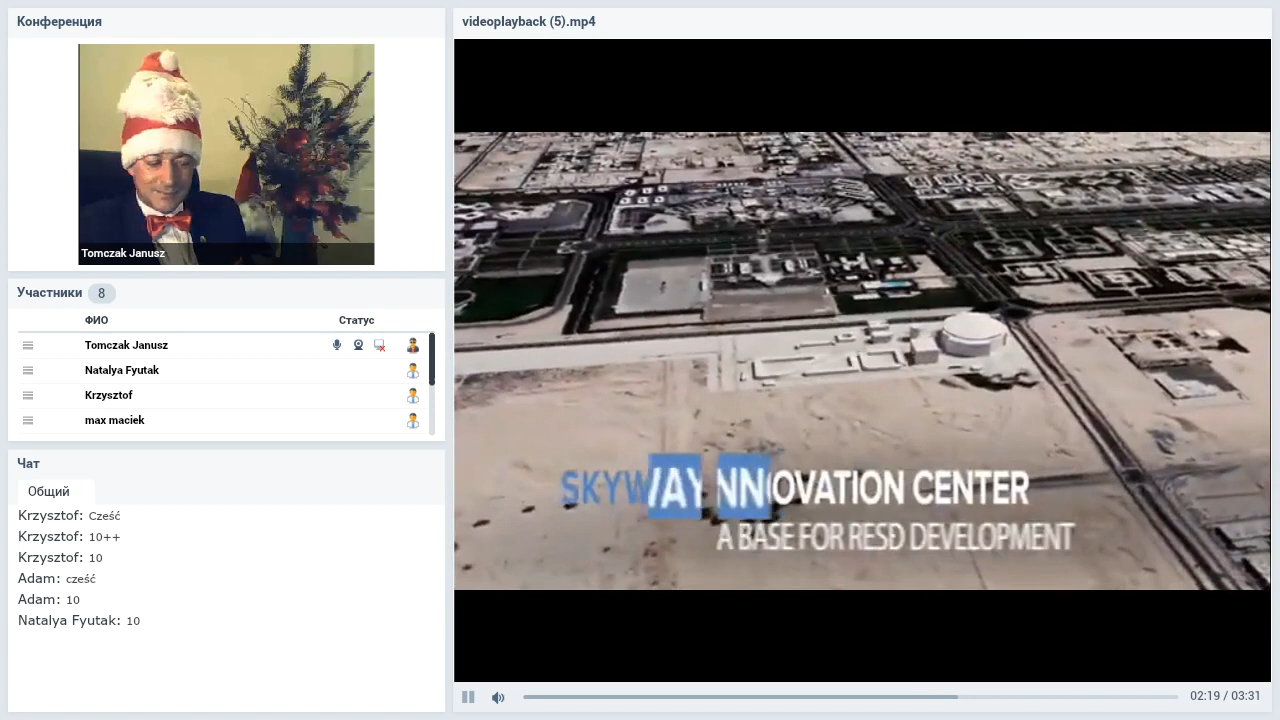 Конференция
Tomczak Janusz
Участники 8
ФИО Статус
Tomczak Janusz
Natalya Fyutak
Krzysztof
max maciek
Чат
Общий
Krzysztof: Cześć
Krzysztof: 10++
Krzysztof: 10
Adam: cześć
Adam: 10
Natalya Fyutak: 10
videoplayback (5).mp4
SKYWAY INNOVATION CENTER
A BASE FOR
DEVELOPMENT
02:19 / 03:31